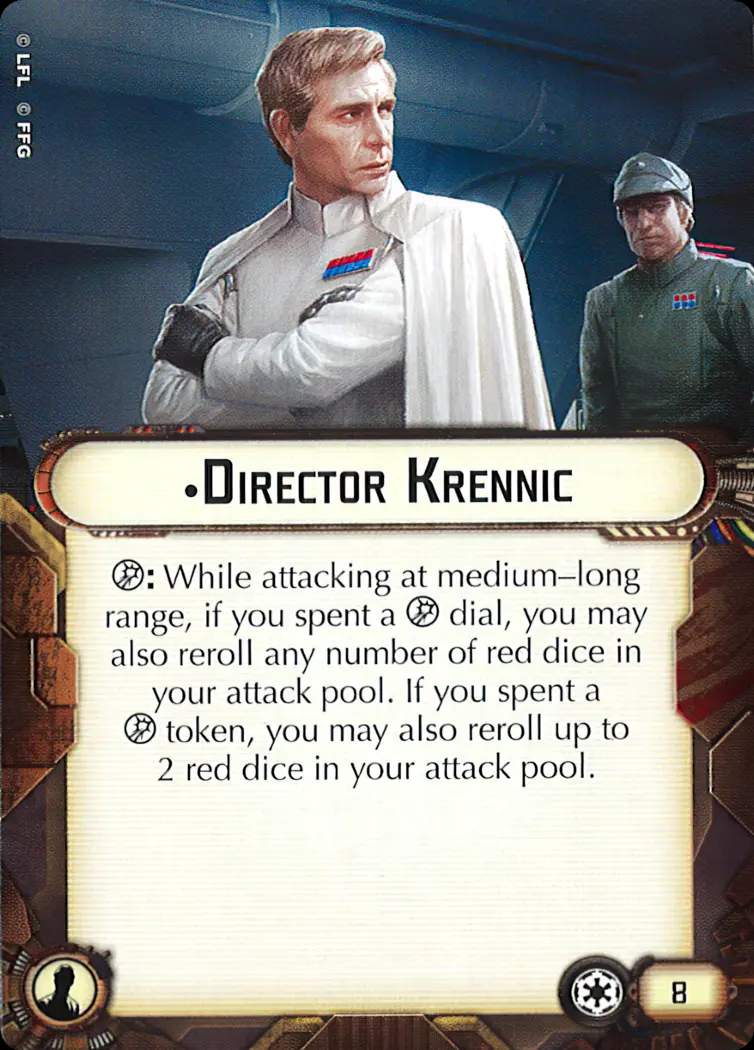 © LFL © FFG
•Director Krennic
: While attacking at medium–long
range, if you spent a dial, you may
also reroll any number of red dice in
your attack pool. If you spent a
token, you may also reroll up to
2 red dice in your attack pool.
8